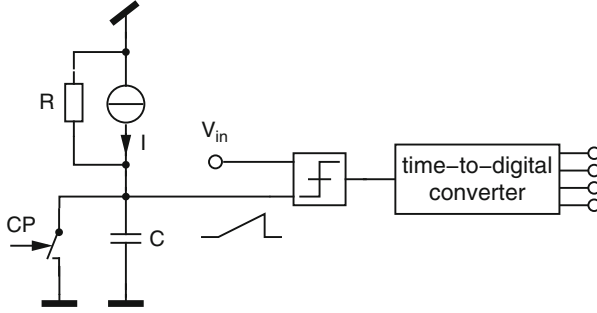 R
I
V_in
time-to-digital
converter
CP
C